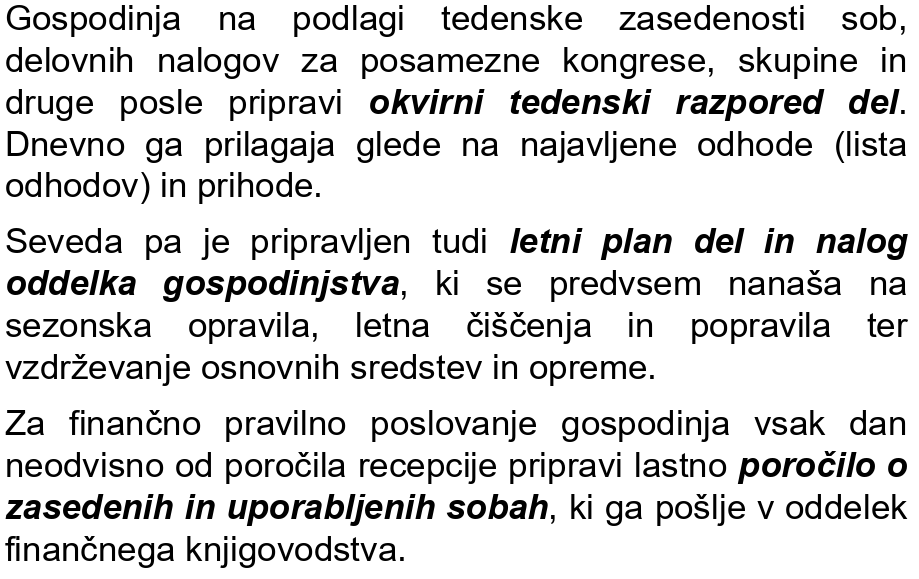 Gospodinja na podlagi tedenske zasedenosti sob,
delovnih nalogov za posamezne kongrese, skupine in
druge posle pripravi okvirni tedenski razpored del.
Dnevno ga prilagaja glede na najavljene odhode (lista
odhodov) in prihode.
Seveda pa je pripravljen tudi letni plan del in nalog
oddelka gospodinjstva, ki se predvsem nanaša na
sezonska opravila, letna čiščenja in popravila ter
vzdrževanje osnovnih sredstev in opreme.
Za finančno pravilno poslovanje gospodinja vsak dan
neodvisno od poročila recepcije pripravi lastno poročilo o
zasedenih in uporabljenih sobah, ki ga pošlje v oddelek
finančnega knjigovodstva.